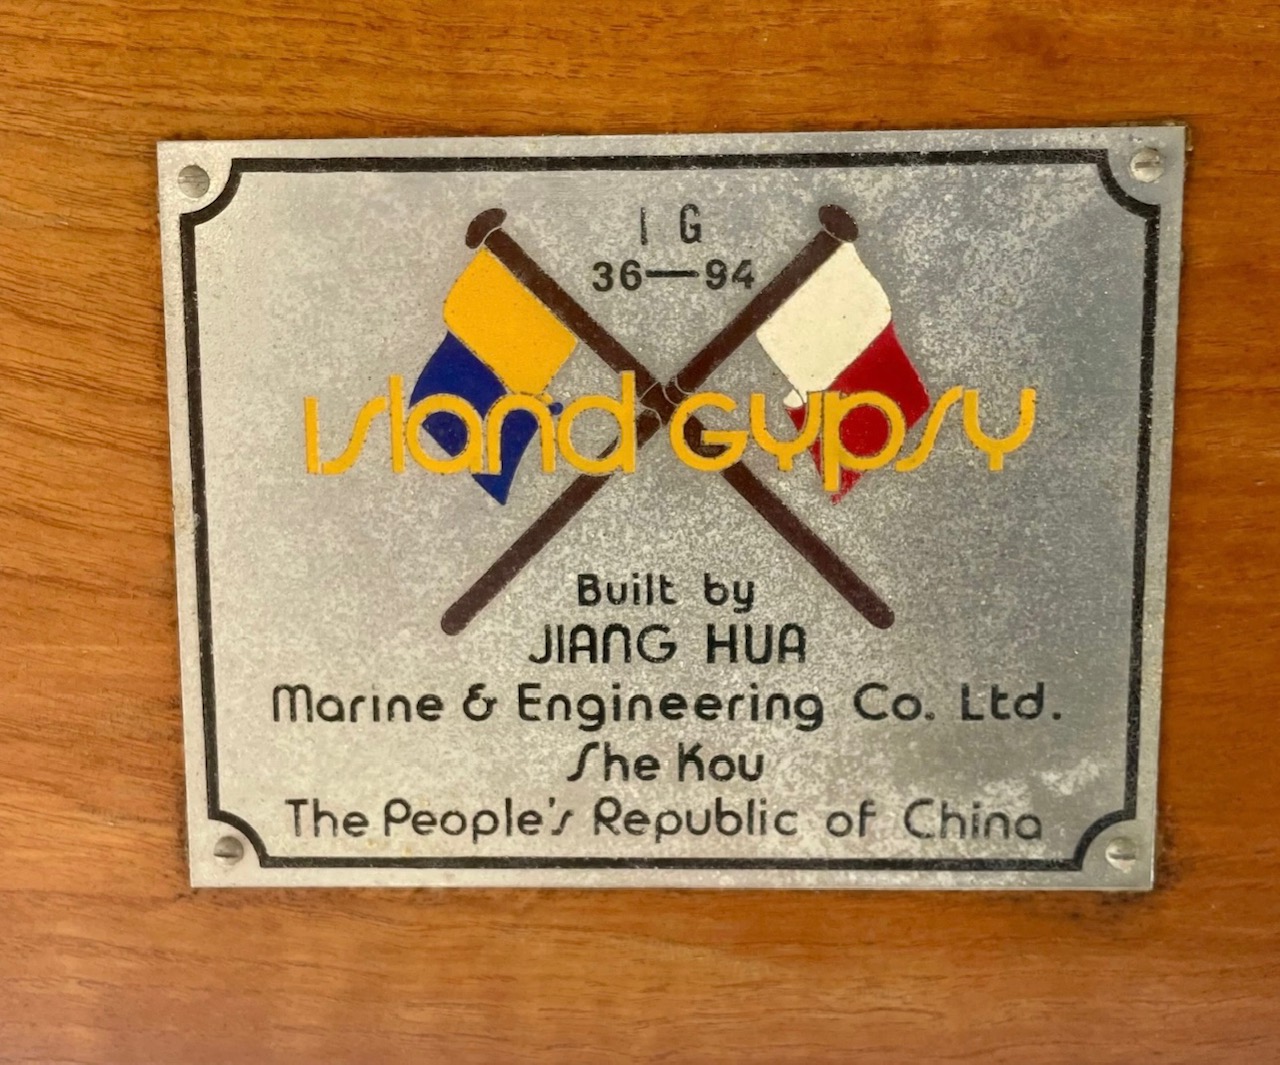 I G
36—94
Island Gypsy
Built by
JIANG HUA
Marine & Engineering Co. Ltd.
She Kou
The People's Republic of China